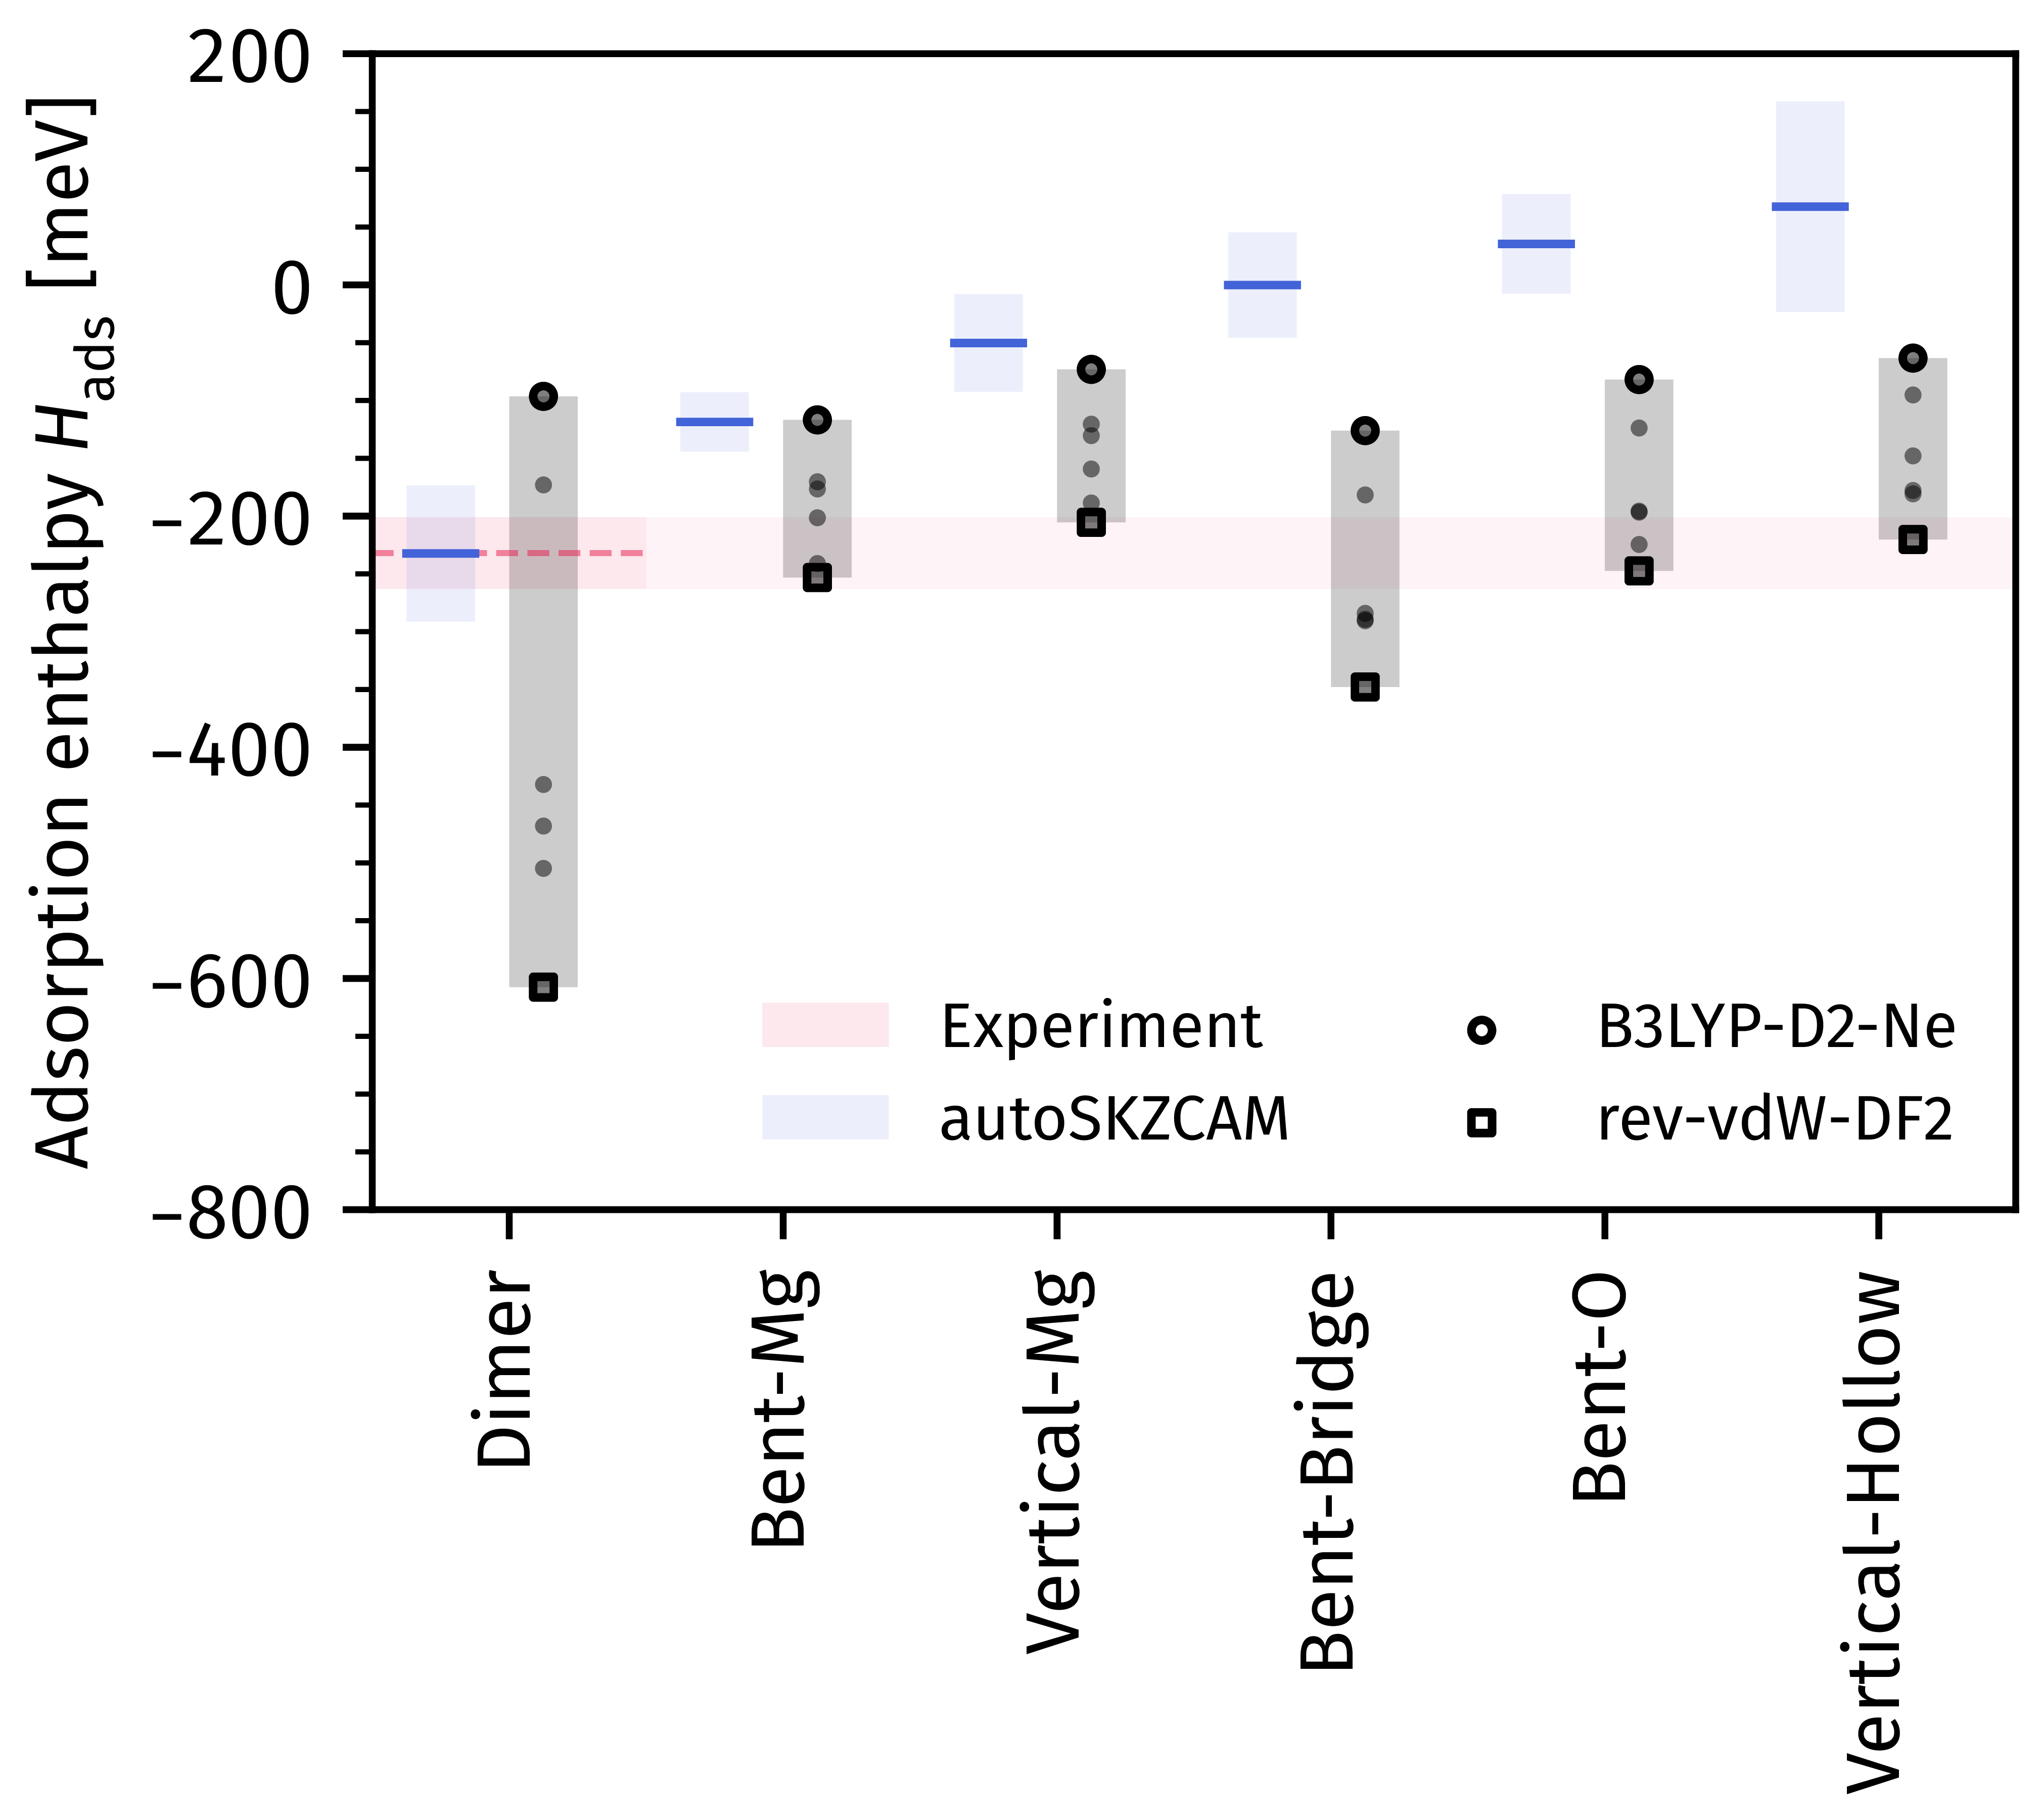 Adsorption enthalpy Hads [meV]
200
0
–200
–400
–600
–800
Experiment
autoSKZCAM
B3LYP-D2-Ne
rev-vdW-DF2
Dimer
Bent-Mg
Vertical-Mg
Bent-Bridge
Bent-O
Vertical-Hollow